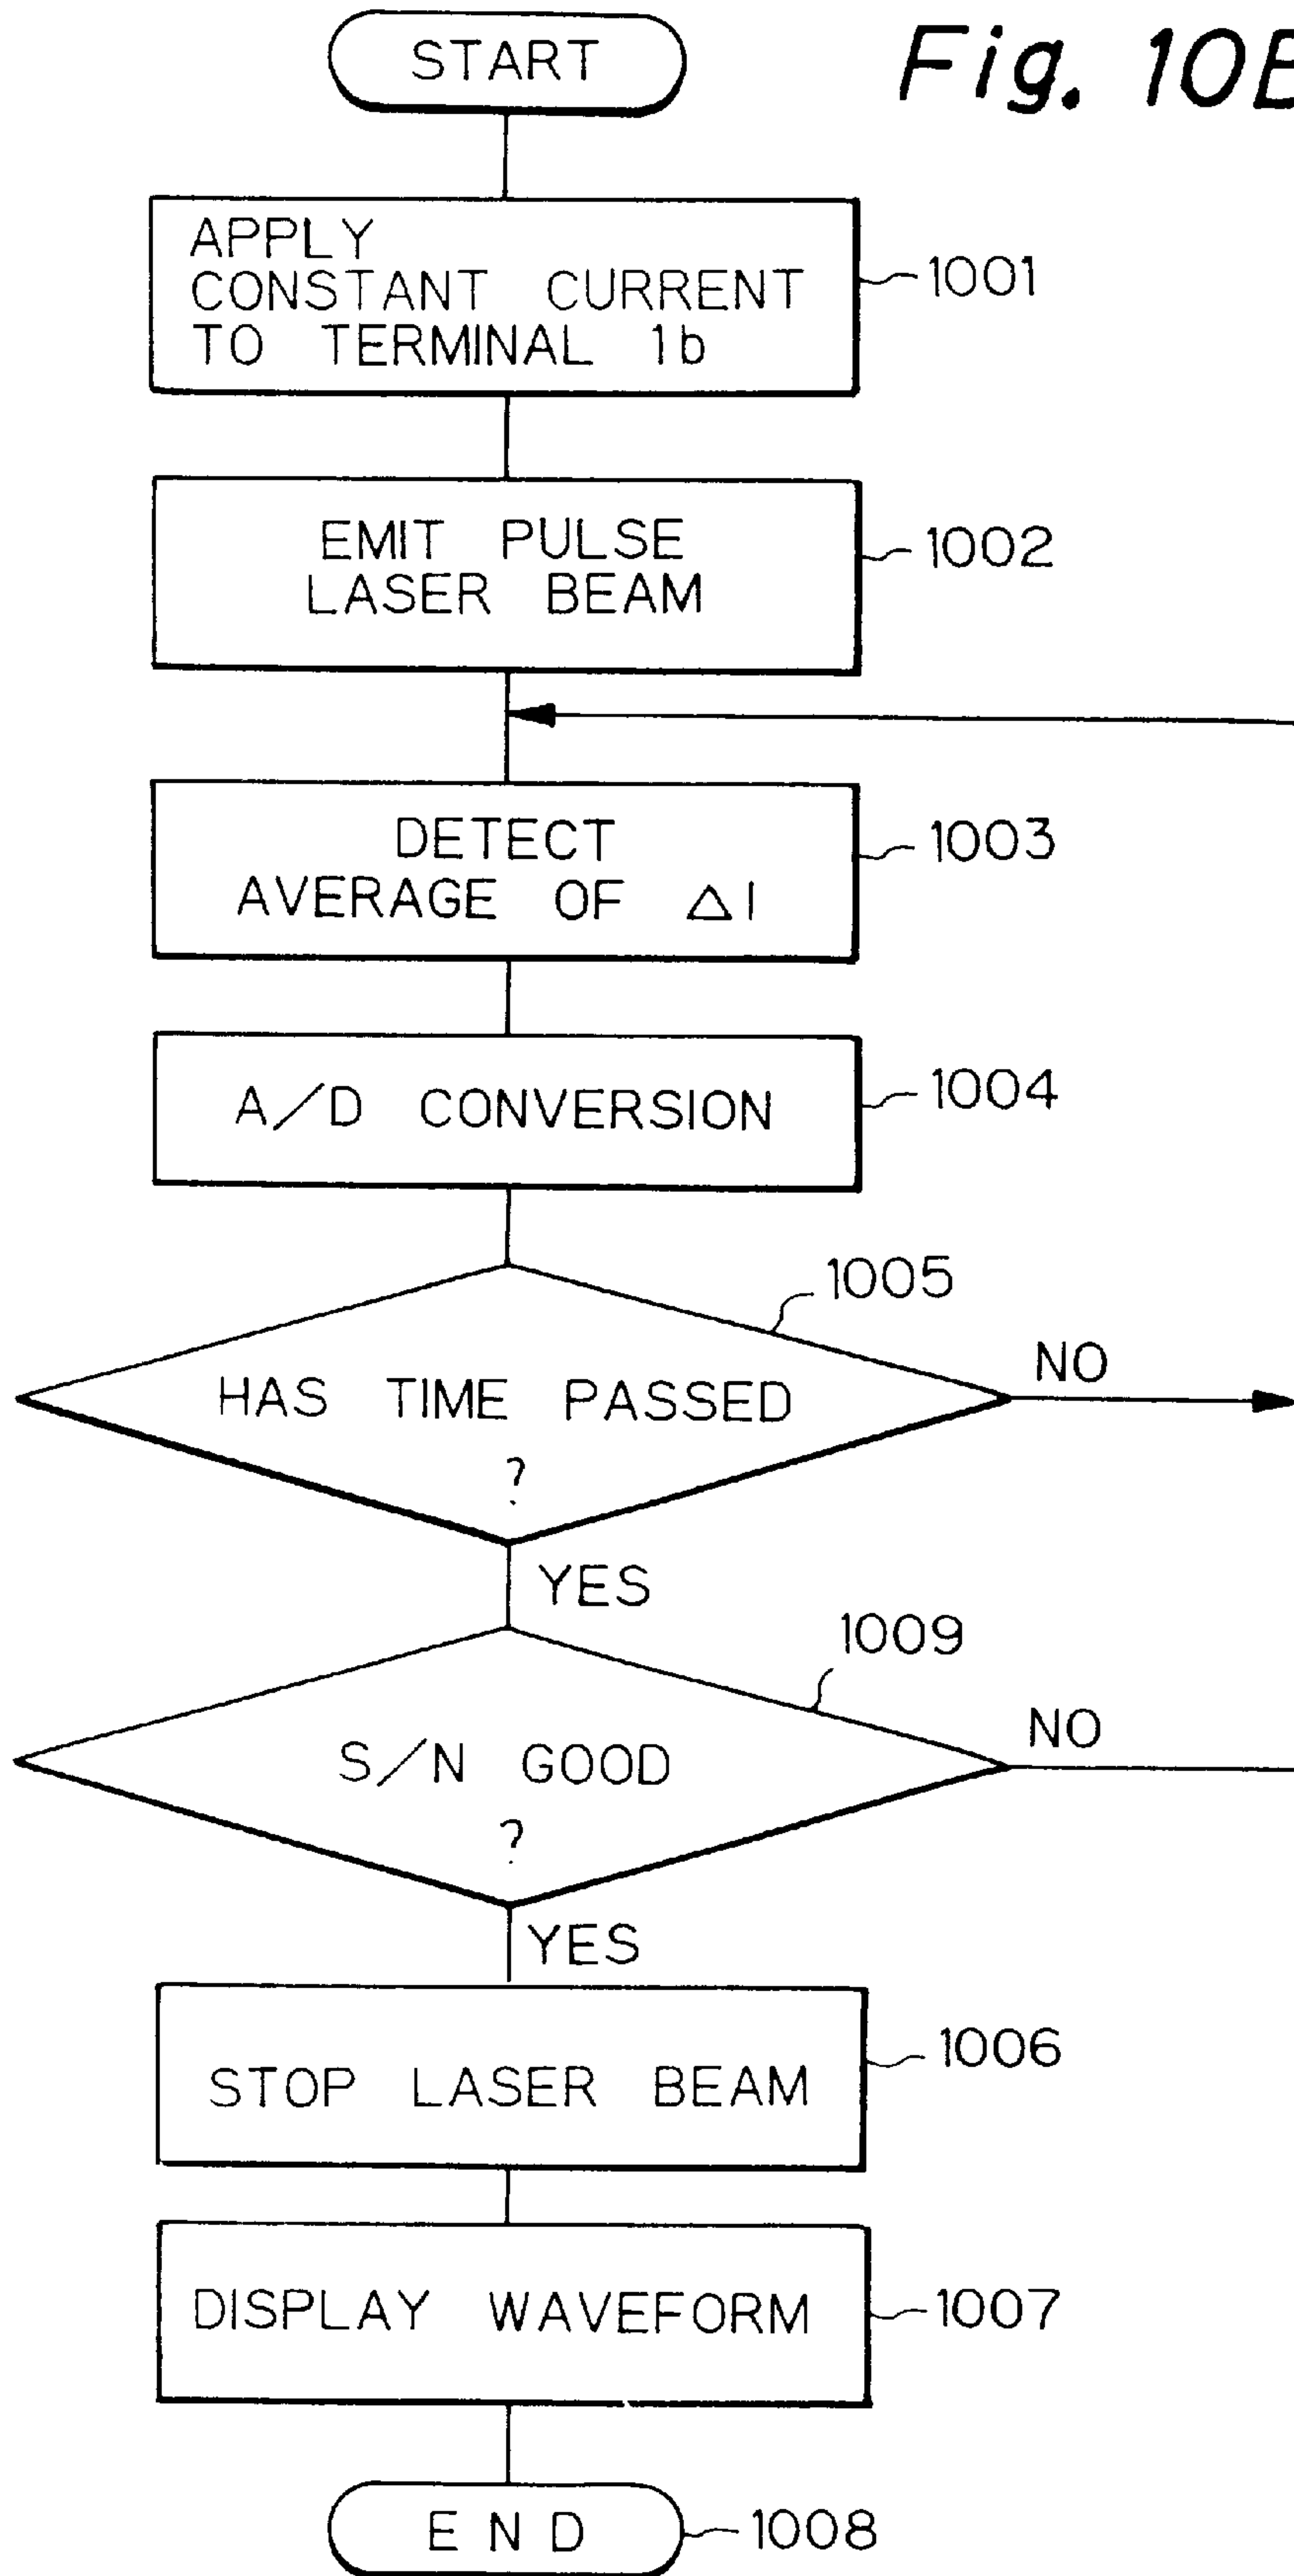 Fig. 10B
START
APPLY
CONSTANT CURRENT
TO TERMINAL 1b
1001
EMIT PULSE
LASER BEAM
1002
DETECT
AVERAGE OF △I
1003
A/D CONVERSION
1004
1005
HAS TIME PASSED
?
NO
YES
1009
S/N GOOD
?
NO
YES
STOP LASER BEAM
1006
DISPLAY WAVEFORM
1007
END
1008